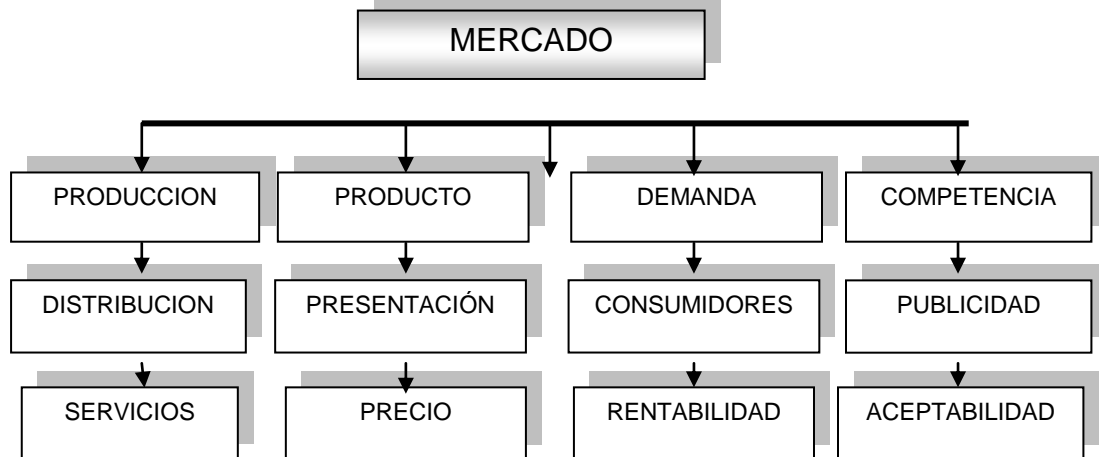 MERCADO
PRODUCCION
PRODUCTO
DEMANDA
COMPETENCIA
DISTRIBUCION
PRESENTACIÓN
CONSUMIDORES
PUBLICIDAD
SERVICIOS
PRECIO
RENTABILIDAD
ACEPTABILIDAD